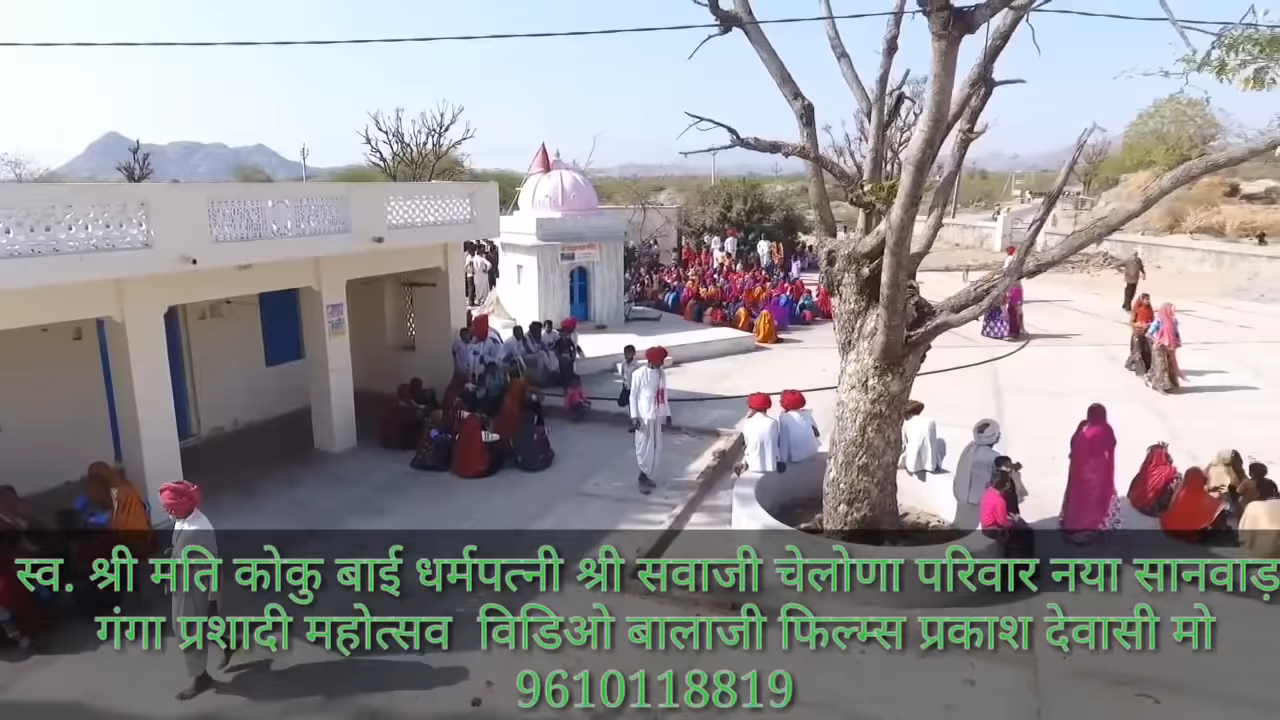 स्व. श्री मति कोकु बाई धर्मपत्नी श्री सवाजी चेलोणा परिवार नया सानवाड़
गंगा प्रशादी महोत्सव विडिओ बालाजी फिल्म्स प्रकाश देवासी मो
9610118819